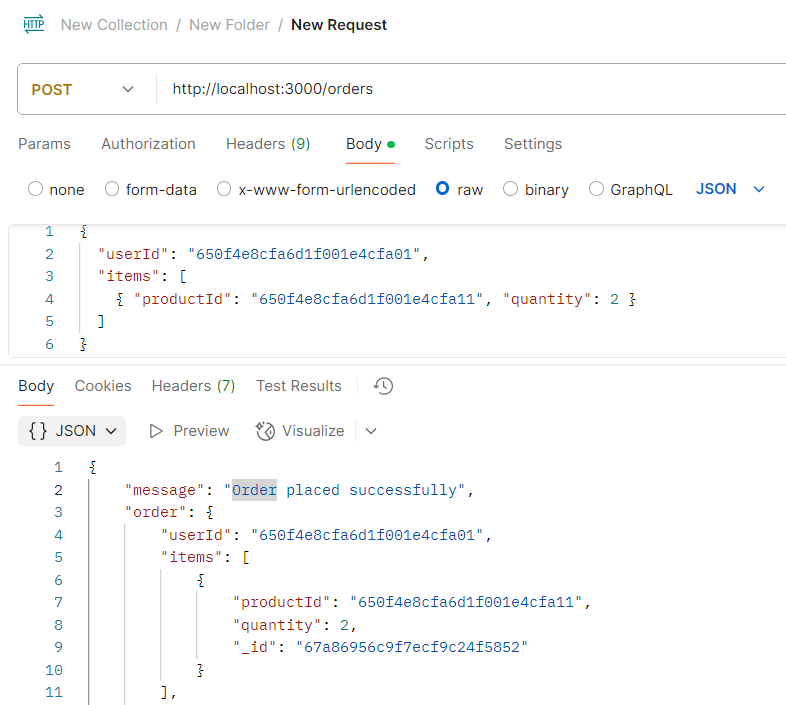 HTTP New Collection / New Folder / New Request
POST http://localhost:3000/orders
Params Authorization Headers (9) Body Scripts Settings
none form-data x-www-form-urlencoded raw binary GraphQL JSON
1 {
2 "userId": "650f4e8cfa6d1f001e4cfa01",
3 "items": [
4 { "productId": "650f4e8cfa6d1f001e4cfa11", "quantity": 2 }
5 ]
6 }
Body Cookies Headers (7) Test Results
{} JSON Preview Visualize
1 {
2 "message": "Order placed successfully",
3 "order": {
4 "userId": "650f4e8cfa6d1f001e4cfa01",
5 "items": [
6 {
7 "productId": "650f4e8cfa6d1f001e4cfa11",
8 "quantity": 2,
9 "_id": "67a86956c9f7ecf9c24f5852"
10 }
11 ],